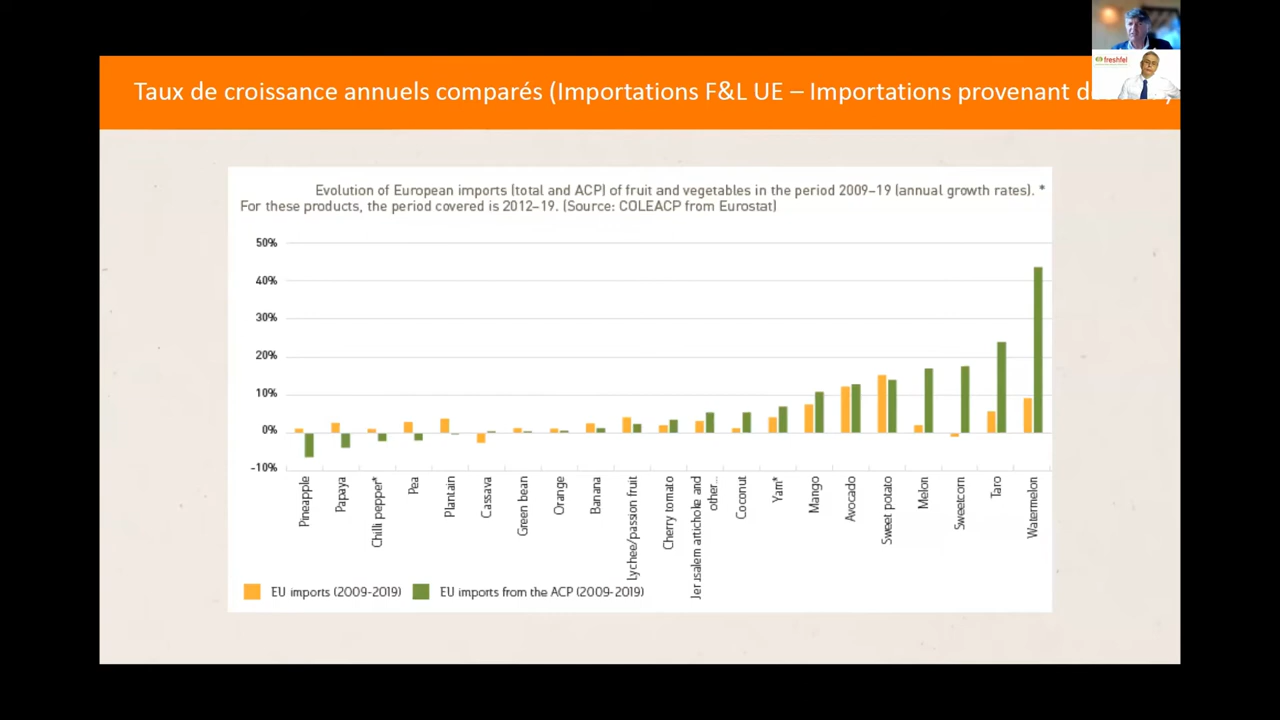 Taux de croissance annuels comparés (Importations F&L UE – Importations provenant
freshfel
Evolution of European imports (total and ACP) of fruit and vegetables in the period 2009–19 (annual growth rates). *
For these products, the period covered is 2012–19. (Source: COLEACP from Eurostat)
50%
40%
30%
20%
10%
0%
-10%
Pineapple
Papaya
Chilli pepper*
Pea
Plantain
Cassava
Green bean
Orange
Banana
Lychee/passion fruit
Cherry tomato
Jerusalem artichoke and
other...
Coconut
Yam*
Mango
Avocado
Sweet potato
Melon
Sweetcorn
Taro
Watermelon
EU imports (2009-2019)
EU imports from the ACP (2009-2019)